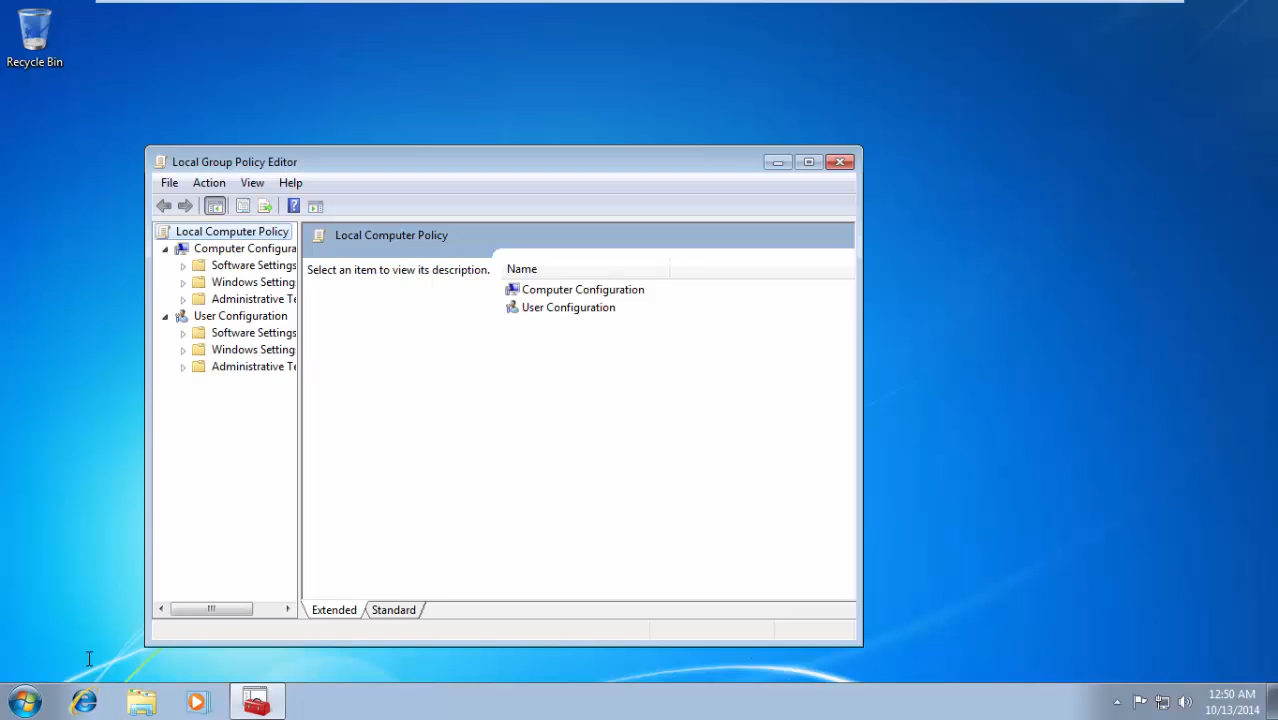 Recycle Bin
Local Group Policy Editor
File Action View Help
Local Computer Policy
Computer Configura
Software Settings
Windows Setting
Administrative Te
User Configuration
Software Settings
Windows Setting
Administrative Te
Local Computer Policy
Select an item to view its description.
Name
Computer Configuration
User Configuration
Extended Standard
12:50 AM
10/13/2014